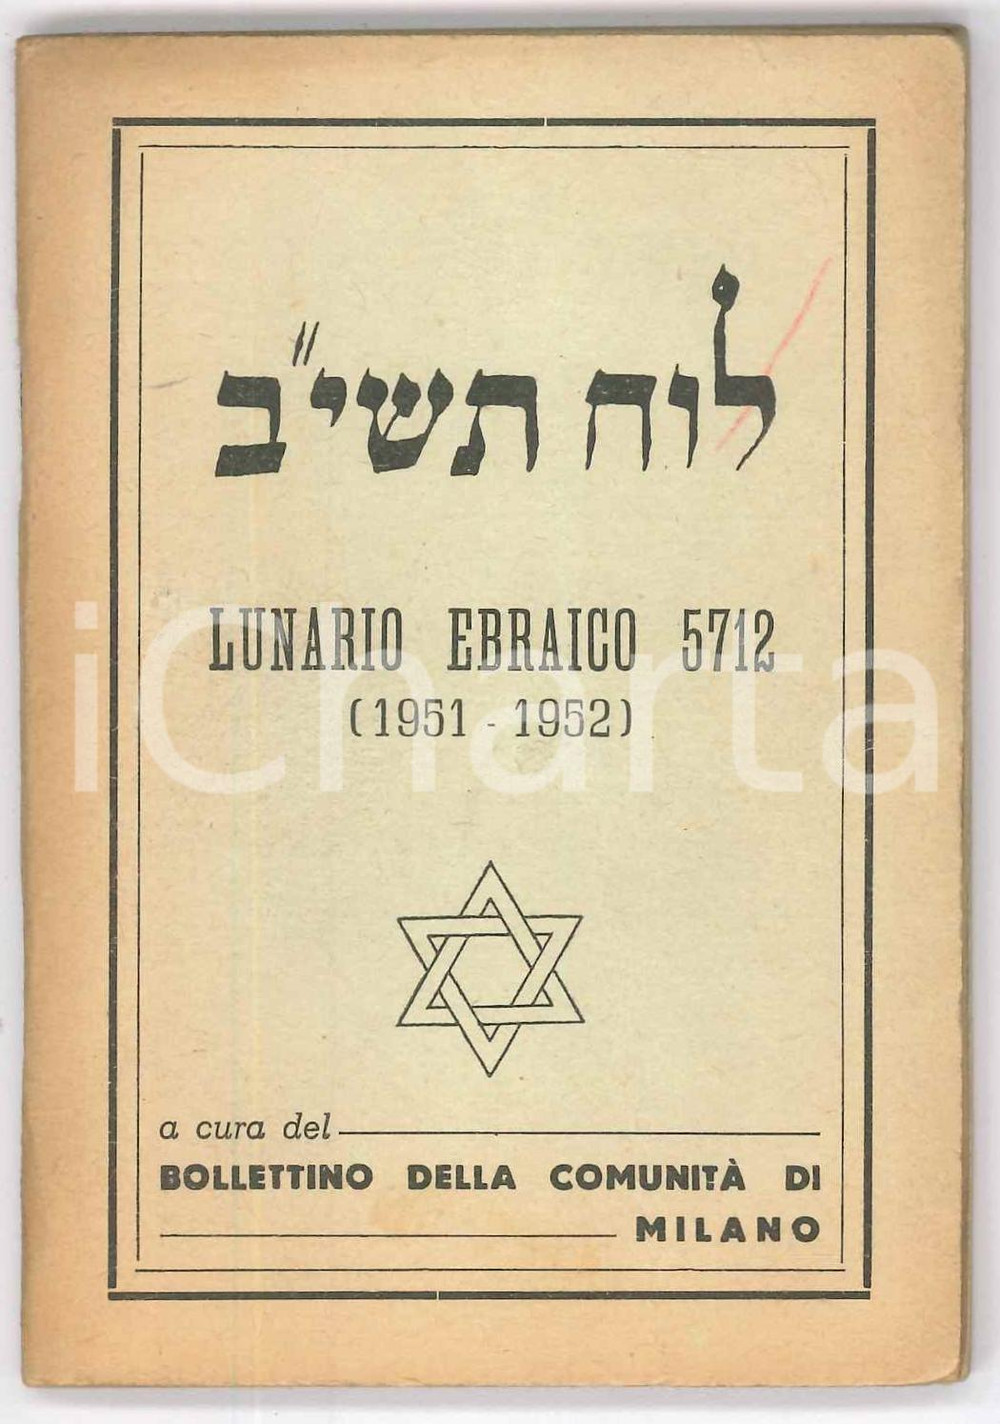 לוח תשי״ב
LUNARIO EBRAICO 5712
(1951 - 1952)
iCharta
a cura del
BOLLETTINO DELLA COMUNITÀ DI
MILANO